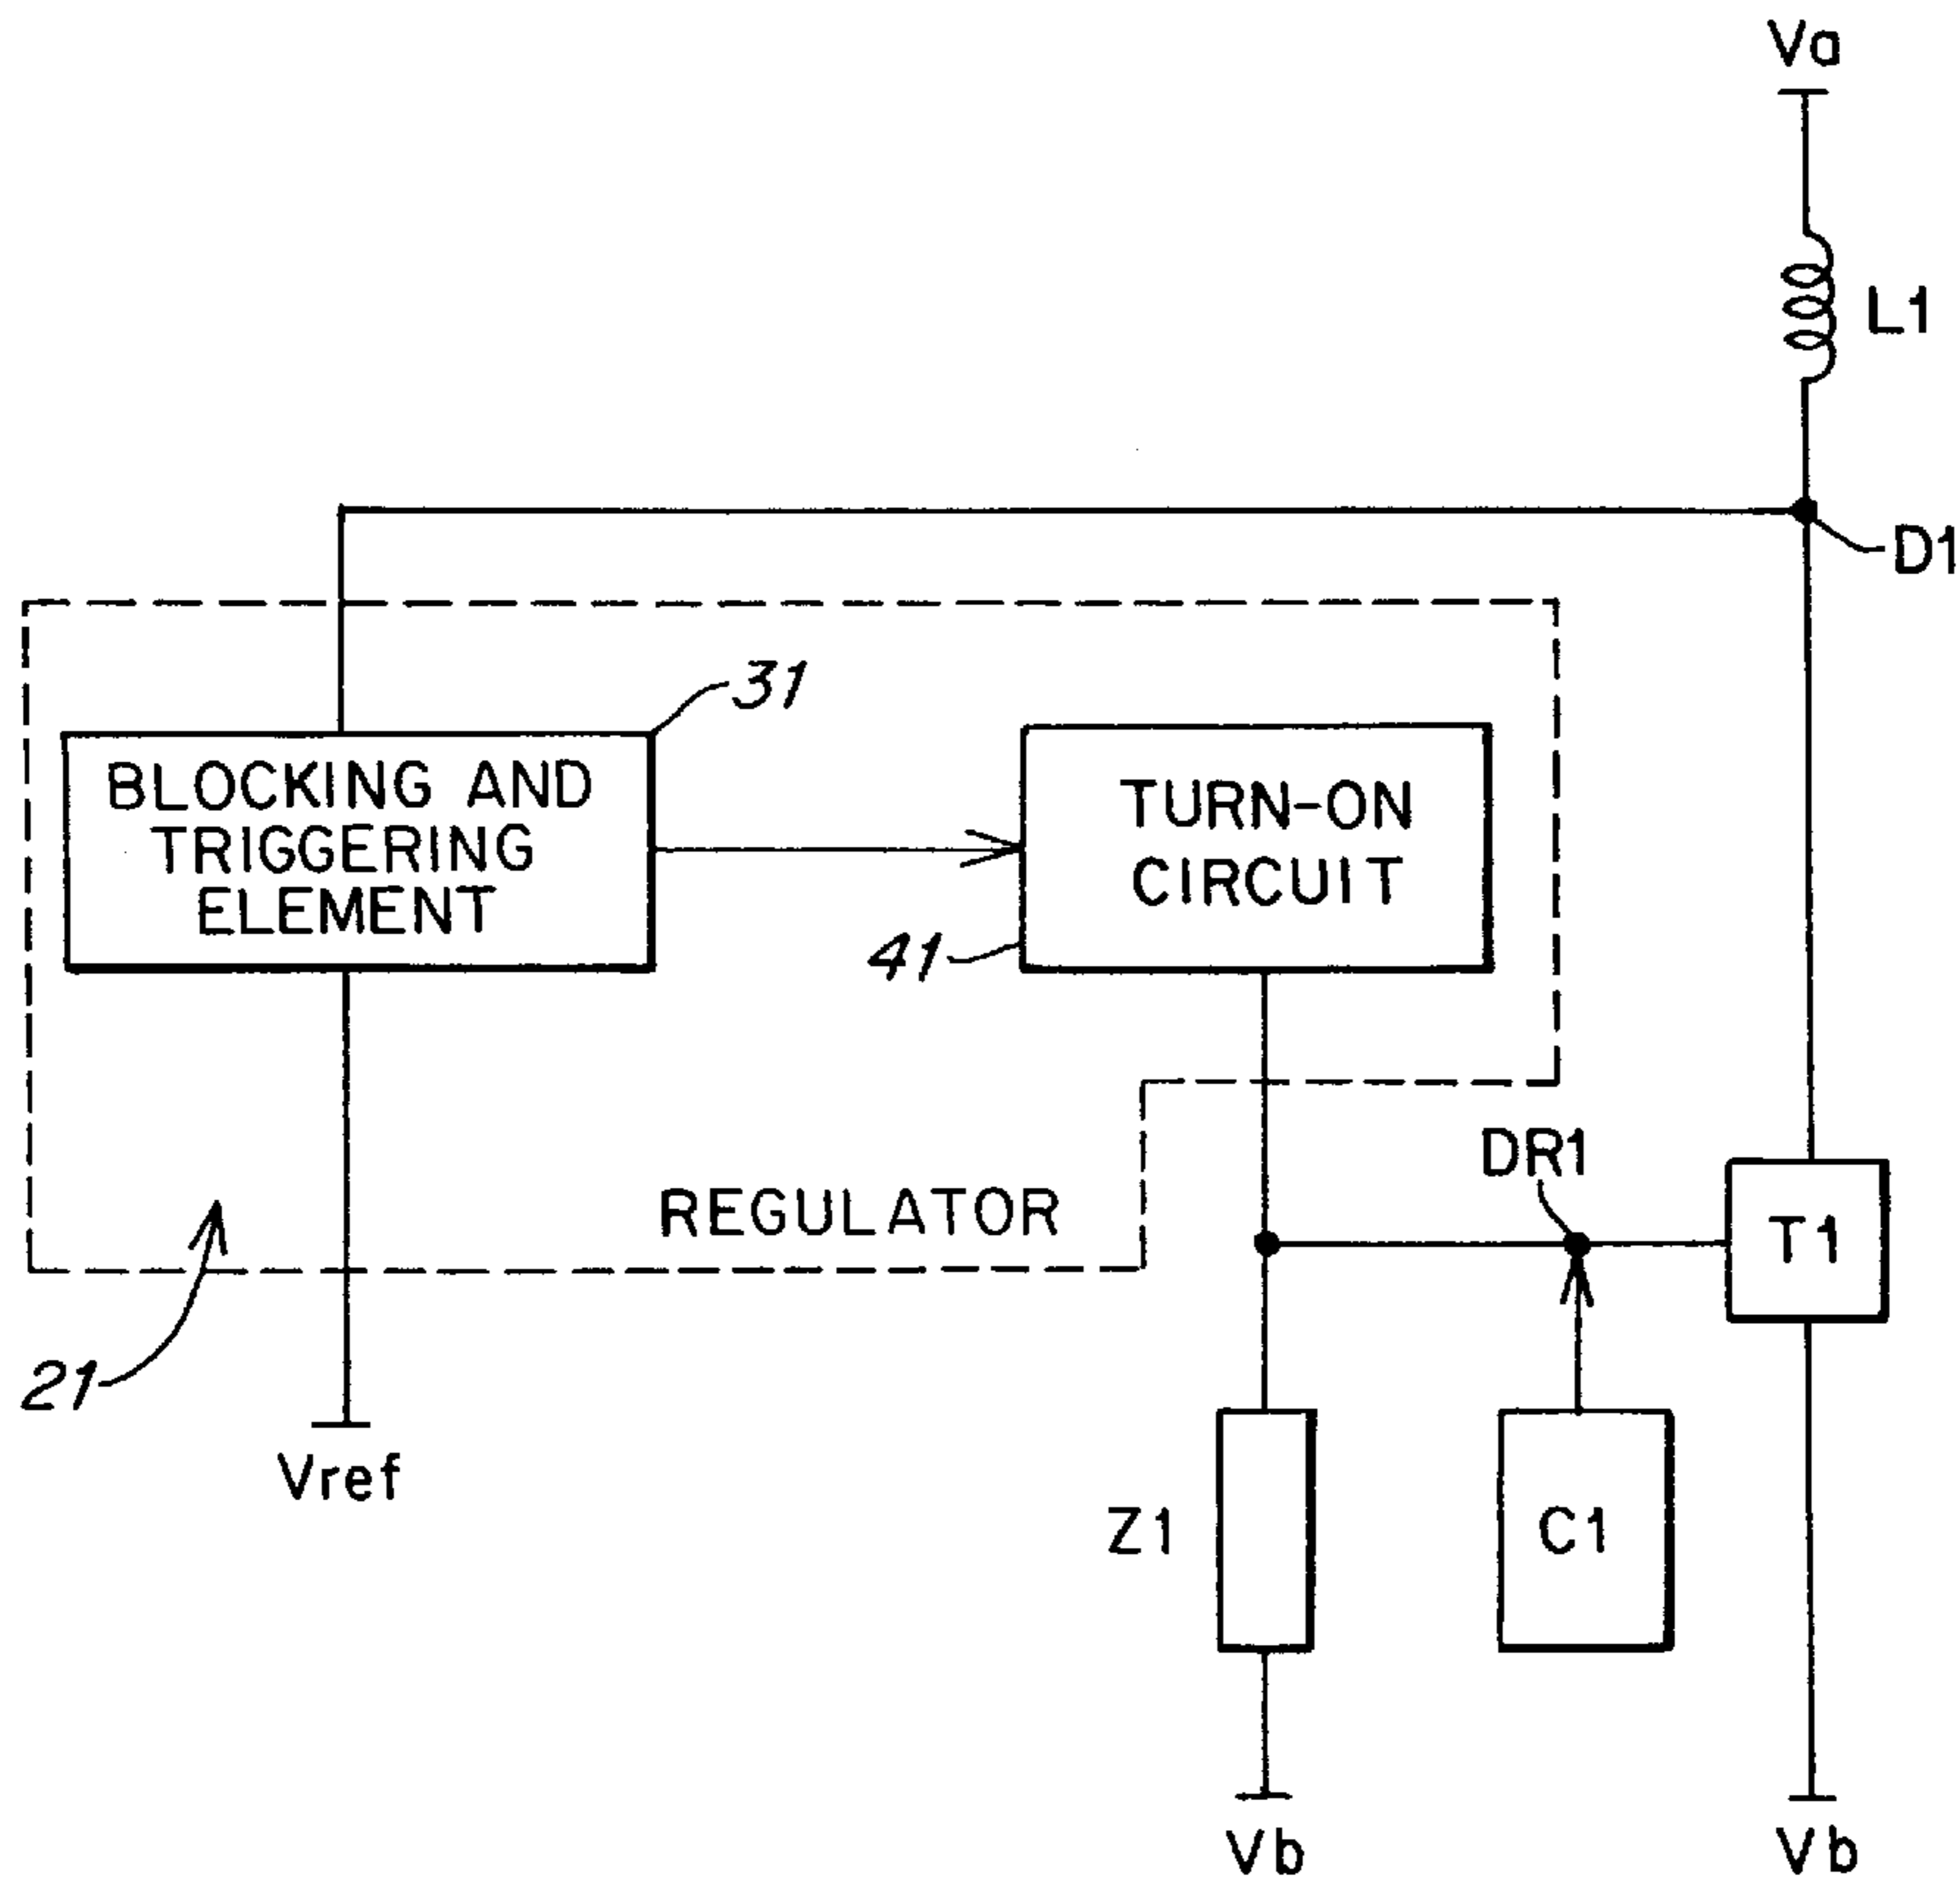 Va
L1
D1
31
BLOCKING AND
TRIGGERING
ELEMENT
TURN-ON
CIRCUIT
41
DR1
REGULATOR
T1
21
Vref
Z1
C1
Vb
Vb